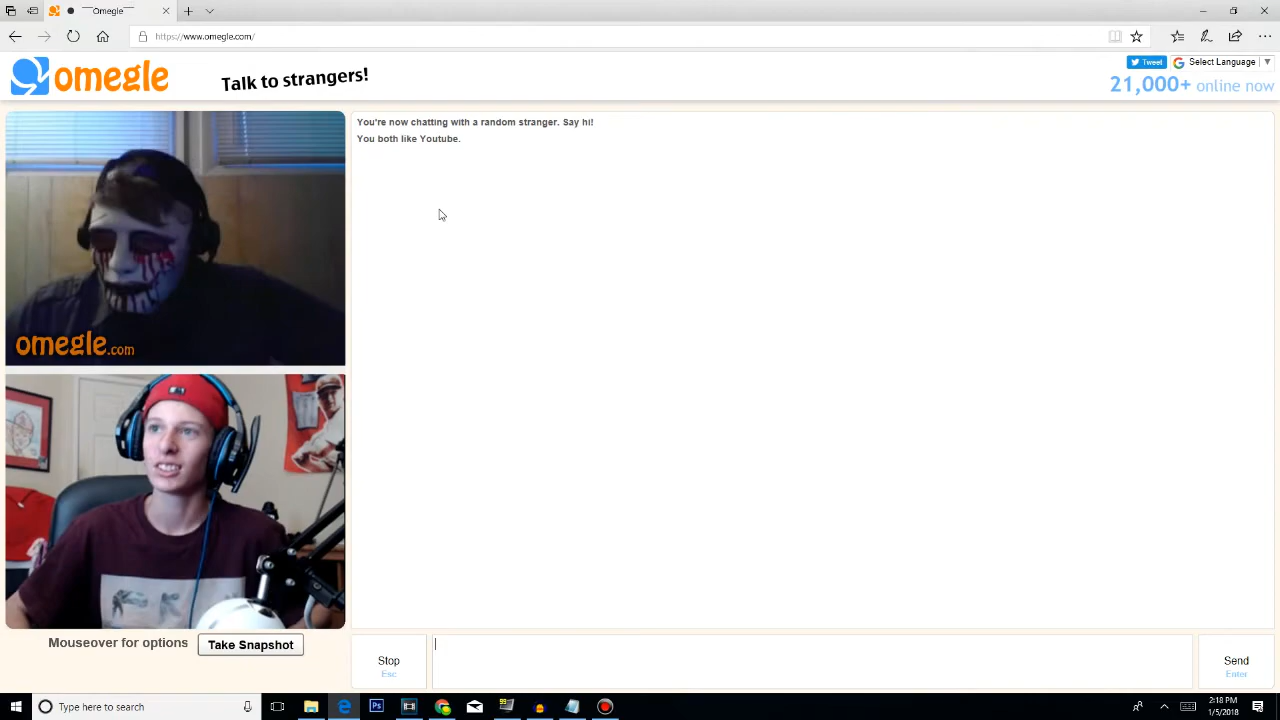 Omegle
https://www.omegle.com/
omegle
Talk to strangers!
Tweet
Select Language
21,000+ online now
You're now chatting with a random stranger. Say hi!
You both like Youtube.
omegle.com
Mouseover for options
Take Snapshot
Stop
Esc
Send
Enter
Type here to search
2:18 PM
1/5/2018